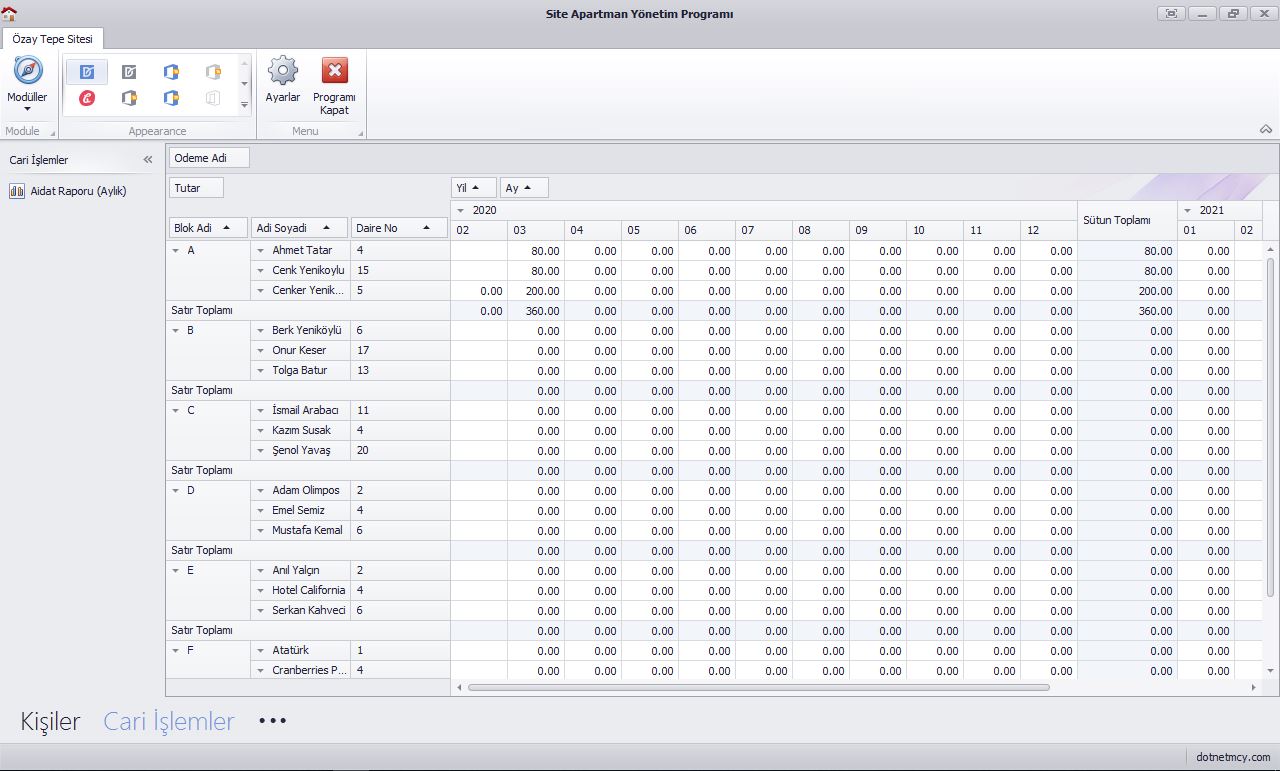 Site Apartman Yönetim Programı
Özay Tepe Sitesi
Modüller
Ayarlar
Programı Kapat
Module
Appearance
Menu
Cari İşlemler
Aidat Raporu (Aylık)
Odeme Adi
Tutar
Yil Ay
2020 Sütun Toplamı 2021
Blok Adi Adi Soyadi Daire No 02 03 04 05 06 07 08 09 10 11 12 01 02
A Ahmet Tatar 4 80.00 0.00 0.00 0.00 0.00 0.00 0.00 0.00 0.00 80.00 0.00
Cenk Yenikoylu 15 80.00 0.00 0.00 0.00 0.00 0.00 0.00 0.00 0.00 0.00 80.00 0.00
Cenker Yenik... 5 0.00 200.00 0.00 0.00 0.00 0.00 0.00 0.00 0.00 0.00 0.00 200.00 0.00
Satır Toplamı 0.00 360.00 0.00 0.00 0.00 0.00 0.00 0.00 0.00 0.00 0.00 360.00 0.00
B Berk Yeniköylü 6 0.00 0.00 0.00 0.00 0.00 0.00 0.00 0.00 0.00 0.00 0.00 0.00
Onur Keser 17 0.00 0.00 0.00 0.00 0.00 0.00 0.00 0.00 0.00 0.00 0.00 0.00
Tolga Batur 13 0.00 0.00 0.00 0.00 0.00 0.00 0.00 0.00 0.00 0.00 0.00 0.00
Satır Toplamı 0.00 0.00 0.00 0.00 0.00 0.00 0.00 0.00 0.00 0.00 0.00 0.00
C İsmail Arabacı 11 0.00 0.00 0.00 0.00 0.00 0.00 0.00 0.00 0.00 0.00 0.00 0.00
Kazım Susak 4 0.00 0.00 0.00 0.00 0.00 0.00 0.00 0.00 0.00 0.00 0.00 0.00
Şenol Yavaş 20 0.00 0.00 0.00 0.00 0.00 0.00 0.00 0.00 0.00 0.00 0.00 0.00
Satır Toplamı 0.00 0.00 0.00 0.00 0.00 0.00 0.00 0.00 0.00 0.00 0.00 0.00
D Adam Olimpos 2 0.00 0.00 0.00 0.00 0.00 0.00 0.00 0.00 0.00 0.00 0.00 0.00
Emel Semiz 4 0.00 0.00 0.00 0.00 0.00 0.00 0.00 0.00 0.00 0.00 0.00 0.00
Mustafa Kemal 6 0.00 0.00 0.00 0.00 0.00 0.00 0.00 0.00 0.00 0.00 0.00 0.00
Satır Toplamı 0.00 0.00 0.00 0.00 0.00 0.00 0.00 0.00 0.00 0.00 0.00 0.00
E Anıl Yalçın 2 0.00 0.00 0.00 0.00 0.00 0.00 0.00 0.00 0.00 0.00 0.00 0.00
Hotel California 4 0.00 0.00 0.00 0.00 0.00 0.00 0.00 0.00 0.00 0.00 0.00 0.00
Serkan Kahveci 6 0.00 0.00 0.00 0.00 0.00 0.00 0.00 0.00 0.00 0.00 0.00 0.00
Satır Toplamı 0.00 0.00 0.00 0.00 0.00 0.00 0.00 0.00 0.00 0.00 0.00 0.00
F Atatürk 1 0.00 0.00 0.00 0.00 0.00 0.00 0.00 0.00 0.00 0.00 0.00 0.00
Cranberries P... 4 0.00 0.00 0.00 0.00 0.00 0.00 0.00 0.00 0.00 0.00 0.00 0.00
Kişiler Cari İşlemler •••
dotnetmcy.com